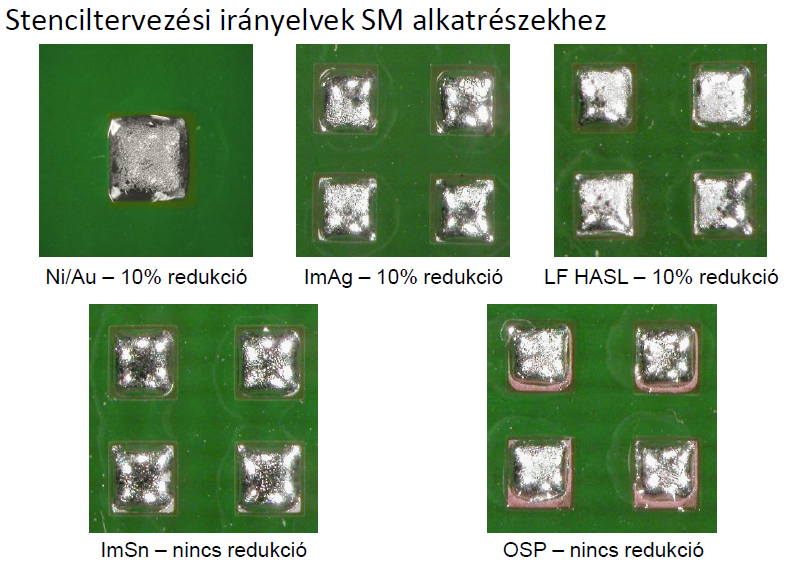 Stenciltervezési irányelvek SM alkatrészekhez
Ni/Au – 10% redukció
ImAg – 10% redukció
LF HASL – 10% redukció
ImSn – nincs redukció
OSP – nincs redukció